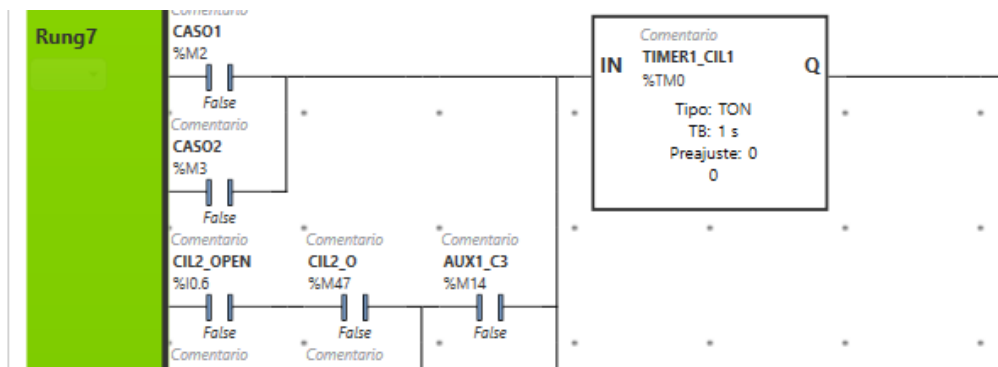 Comentario
Rung7
CASO1
%M2
False
Comentario
CASO2
%M3
False
Comentario
CIL2_OPEN
%I0.6
False
Comentario
Comentario
CIL2_O
%M47
False
Comentario
Comentario
AUX1_C3
%M14
False
Comentario
TIMER1_CIL1
IN
Q
%TM0
Tipo: TON
TB: 1 s
Preajuste: 0
0